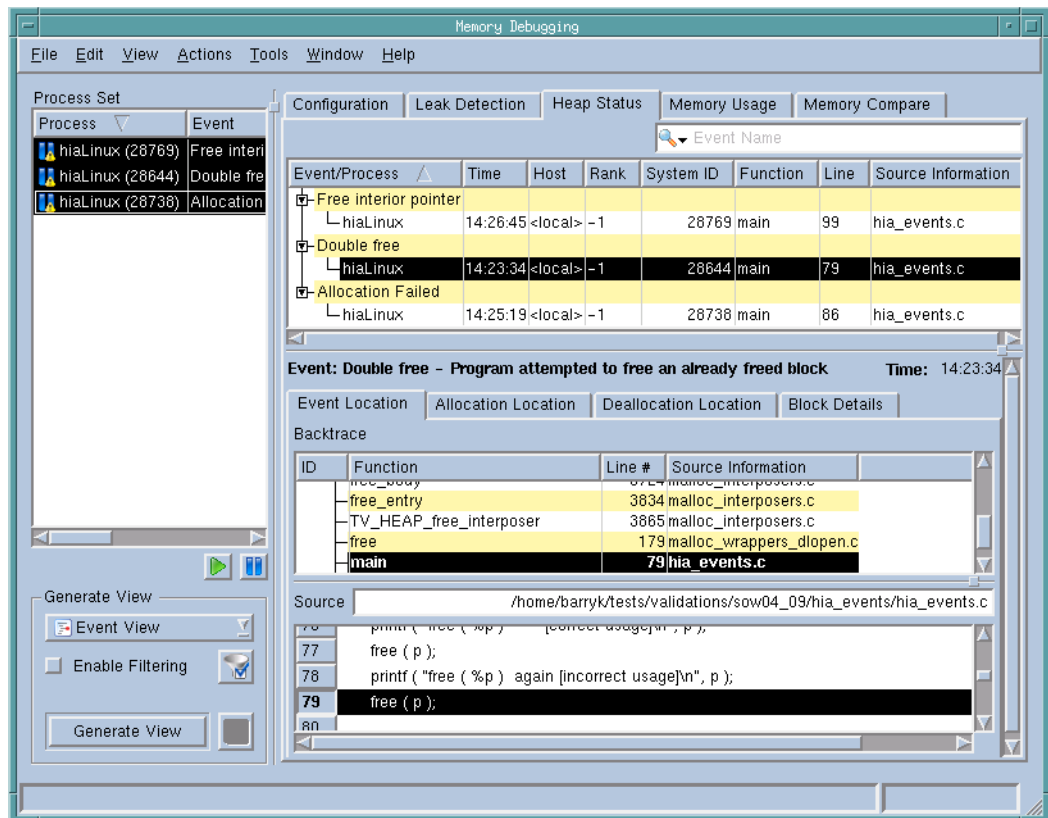 Memory Debugging
File Edit View Actions Tools Window Help
Process Set
Process Event
hiaLinux (28769) Free interi
hiaLinux (28644) Double fre
hiaLinux (28738) Allocation
Generate View
Event View
Enable Filtering
Generate View
Configuration Leak Detection Heap Status Memory Usage Memory Compare
Event Name
Event/Process Time Host Rank System ID Function Line Source Information
Free interior pointer
hiaLinux 14:26:45 <local> -1 28769 main 99 hia_events.c
Double free
hiaLinux 14:23:34 <local> -1 28644 main 79 hia_events.c
Allocation Failed
hiaLinux 14:25:19 <local> -1 28738 main 86 hia_events.c
Event: Double free - Program attempted to free an already freed block Time: 14:23:34
Event Location Allocation Location Deallocation Location Block Details
Backtrace
ID Function Line # Source Information
free_body malloc_interposers.c
free_entry 3834 malloc_interposers.c
TV_HEAP_free_interposer 3865 malloc_interposers.c
free 179 malloc_wrappers_dlopen.c
main 79 hia_events.c
Source /home/barryk/tests/validations/sow04_09/hia_events/hia_events.c
printf ( "free ( %p ) [correct usage]\n", p );
77 free ( p );
78 printf ( "free ( %p ) again [incorrect usage]\n", p );
79 free ( p );
80